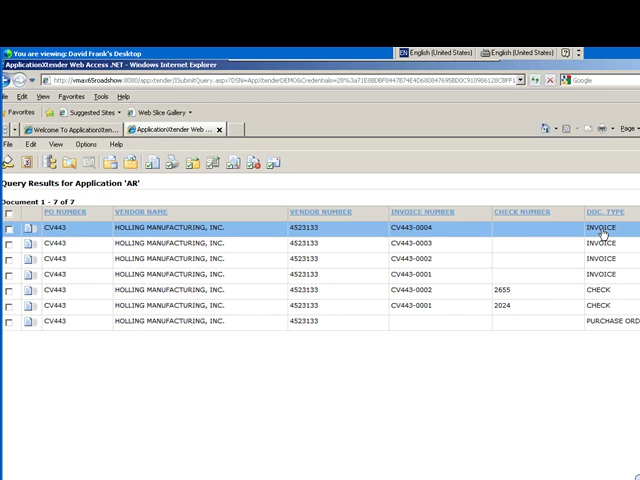 You are viewing: David Frank's Desktop
EN English (United States) English (United States)
ApplicationXtender Web Access .NET - Windows Internet Explorer
Google
File Edit View Favorites Tools Help
Favorites Suggested Sites Web Slice Gallery
Welcome To ApplicationXten... ApplicationXtender Web ... Page
File Edit View Options Help
Query Results for Application 'AR'
Document 1 - 7 of 7
PO NUMBER VENDOR NAME VENDOR NUMBER INVOICE NUMBER CHECK NUMBER DOC. TYPE
CV443 HOLLING MANUFACTURING, INC. 4523133 CV443-0004 INVOICE
CV443 HOLLING MANUFACTURING, INC. 4523133 CV443-0003 INVOICE
CV443 HOLLING MANUFACTURING, INC. 4523133 CV443-0002 INVOICE
CV443 HOLLING MANUFACTURING, INC. 4523133 CV443-0001 INVOICE
CV443 HOLLING MANUFACTURING, INC. 4523133 CV443-0002 2655 CHECK
CV443 HOLLING MANUFACTURING, INC. 4523133 CV443-0001 2024 CHECK
CV443 HOLLING MANUFACTURING, INC. 4523133 PURCHASE ORD